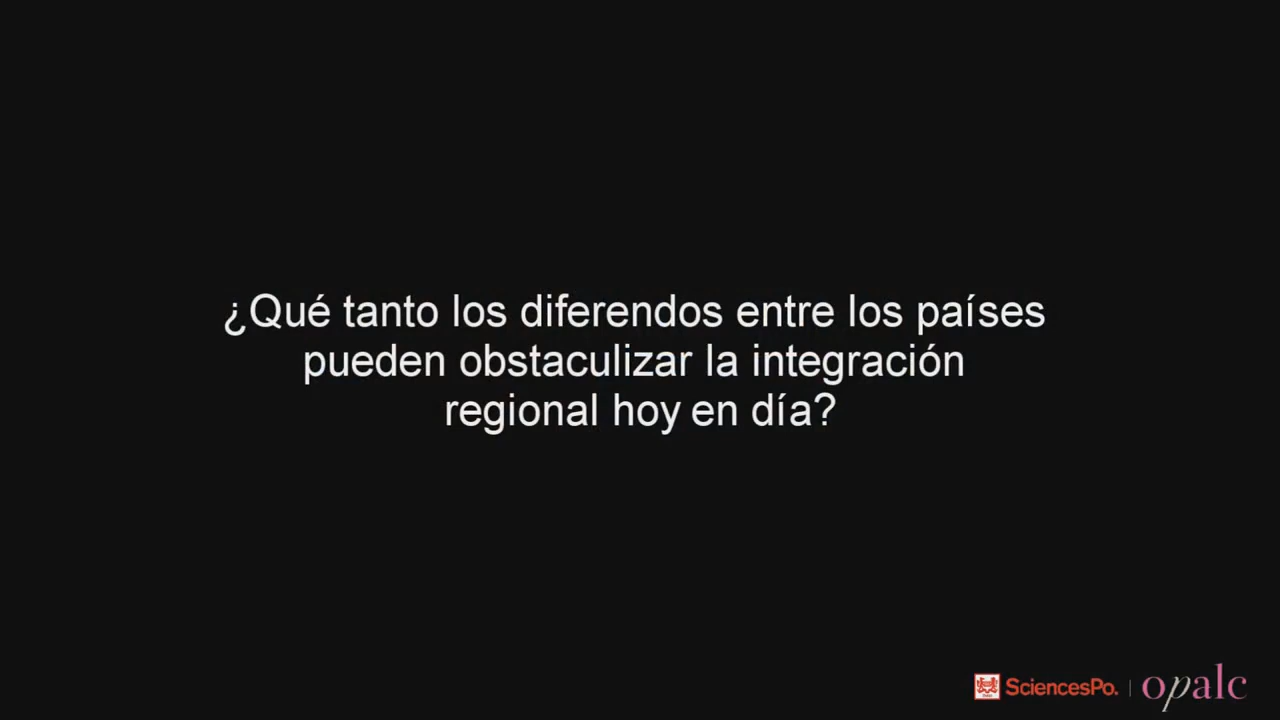 ¿Qué tanto los diferendos entre los países
pueden obstaculizar la integración
regional hoy en día?
SciencesPo. | opalc